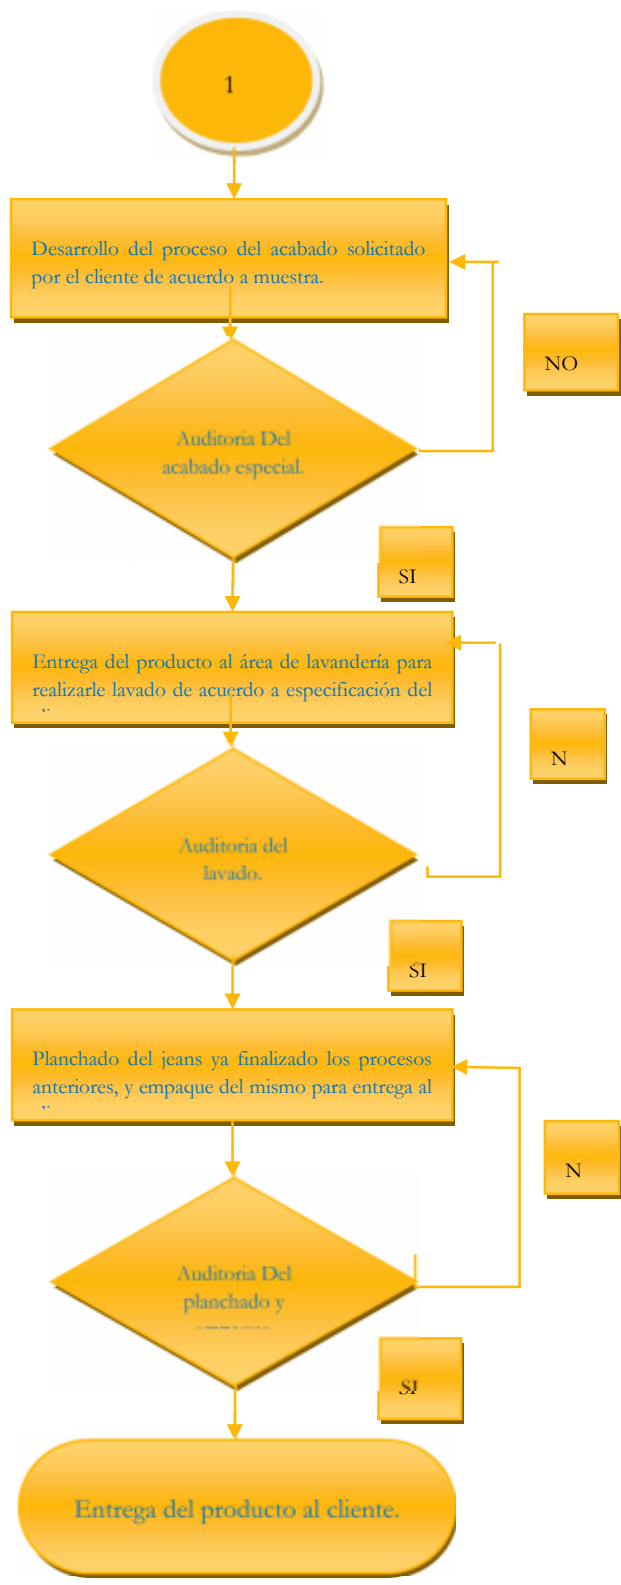 1
Desarrollo del proceso del acabado solicitado
por el cliente de acuerdo a muestra.
NO
Auditoria Del
acabado especial.
SI
Entrega del producto al área de lavandería para
realizarle lavado de acuerdo a especificación del
N
Auditoria del
lavado.
SI
Planchado del jeans ya finalizado los procesos
anteriores, y empaque del mismo para entrega al
N
Auditoria Del
planchado y
SI
Entrega del producto al cliente.